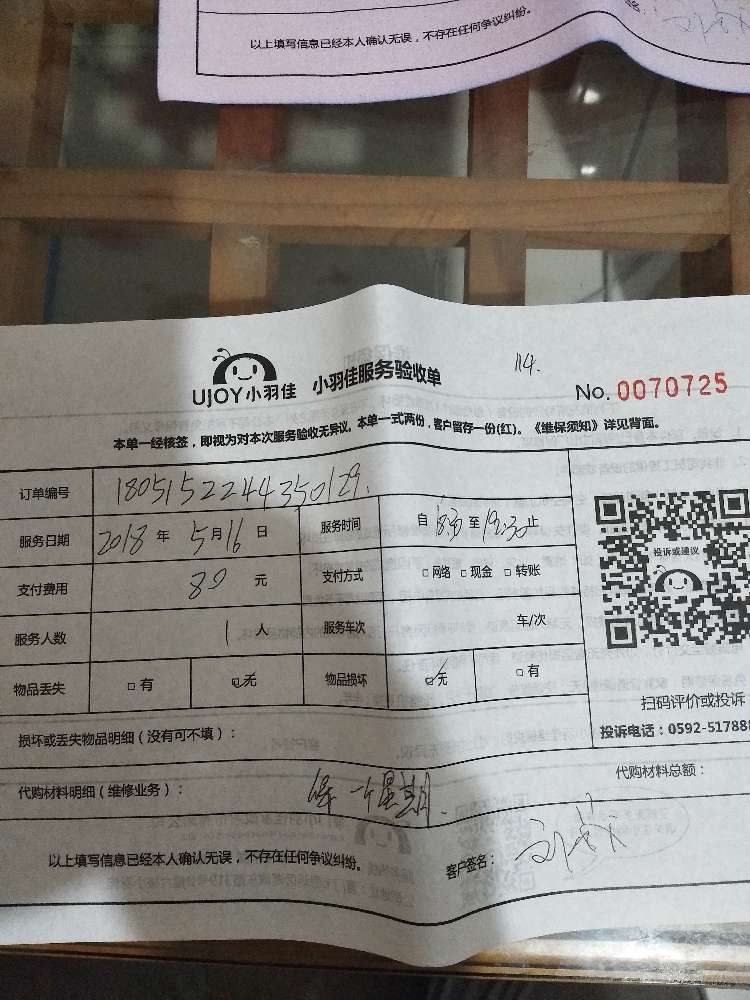 以上填写信息已经本人确认无误，不存在任何争议纠纷。
UJOY小羽佳 小羽佳服务验收单
114.
No. 0070725
本单一经核签，即视为对本次服务验收无异议。本单一式两份，客户留存一份(红)。《维保须知》详见背面。
订单编号 1805152244350129.
服务日期 2018 年 5 月 16 日 服务时间 自 18:30 至 19:30 止
投诉或建议
支付费用 80 元 支付方式 □ 网络 □ 现金 □ 转账
服务人数 1 人 服务车次 车/次
物品丢失 □ 有 □ 无 物品损坏 □ 无 □ 有
扫码评价或投诉
投诉电话：0592-517888
损坏或丢失物品明细（没有可不填）：
代购材料明细（维修业务）： 保一个星期. 代购材料总额：
以上填写信息已经本人确认无误，不存在任何争议纠纷。 客户签名：